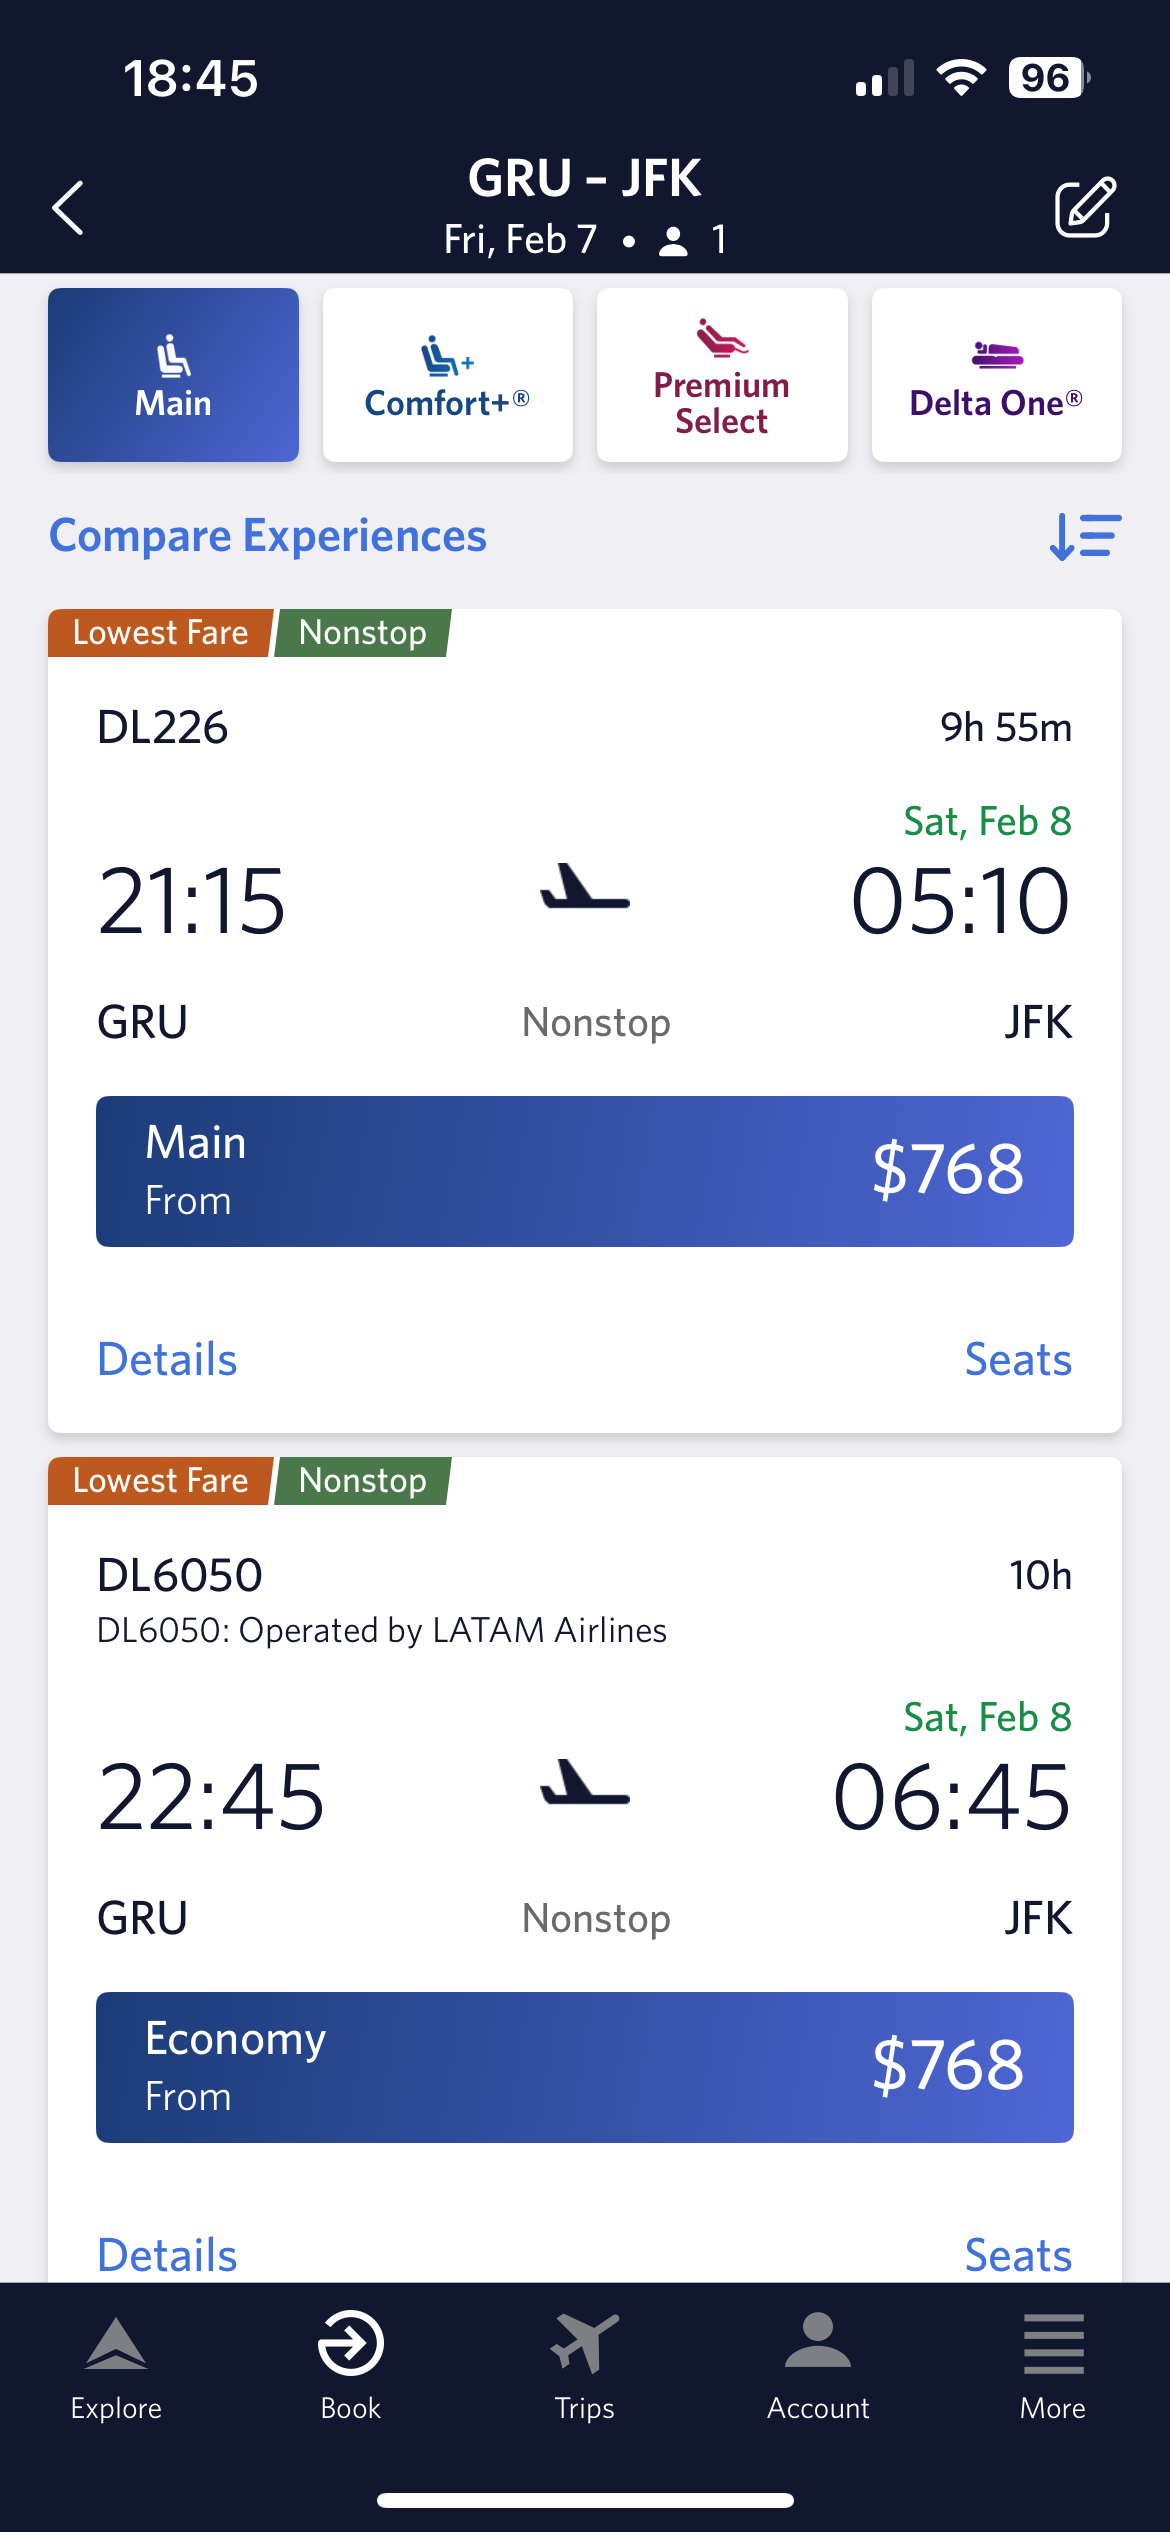 18:45
96
GRU – JFK
Fri, Feb 7 • 1
Main
Comfort+®
Premium
Select
Delta One®
Compare Experiences
Lowest Fare Nonstop
DL226 9h 55m
Sat, Feb 8
21:15 05:10
GRU Nonstop JFK
Main
From
$768
Details Seats
Lowest Fare Nonstop
DL6050 10h
DL6050: Operated by LATAM Airlines
Sat, Feb 8
22:45 06:45
GRU Nonstop JFK
Economy
From
$768
Details Seats
Explore Book Trips Account More